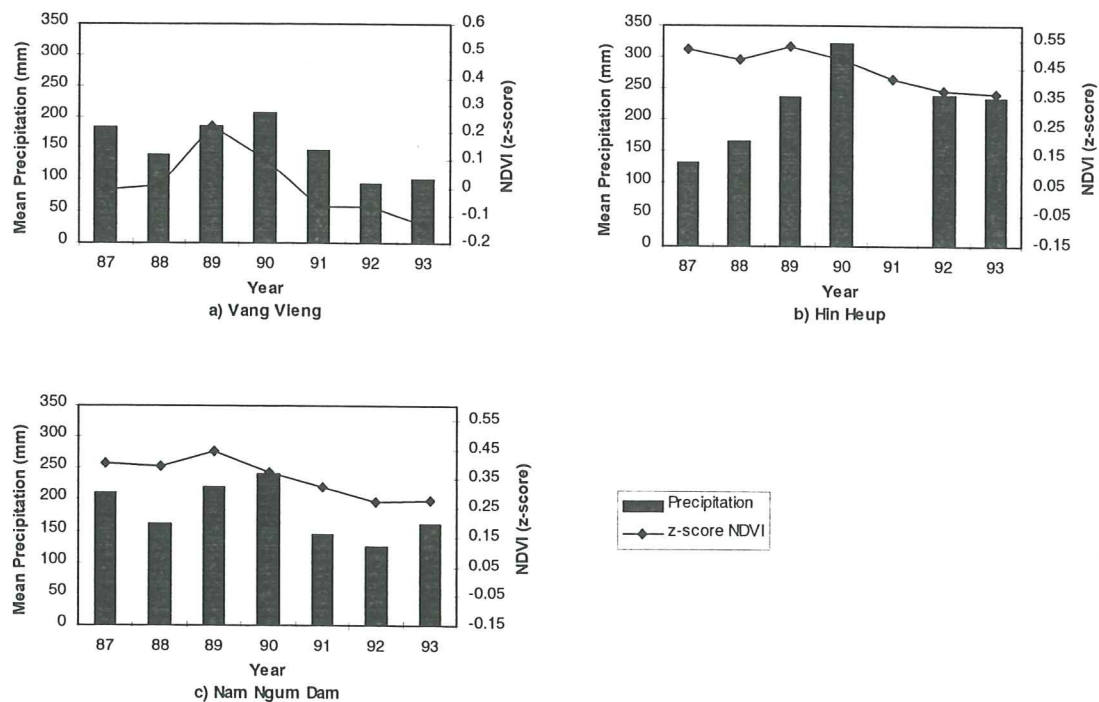 Mean Precipitation (mm)
350
300
250
200
150
100
50
0
0.6
0.5
0.4
0.3
0.2
0.1
0
-0.1
-0.2
NDVI (z-score)
87 88 89 90 91 92 93
Year
a) Vang Vieng
Mean Precipitation (mm)
350
300
250
200
150
100
50
0
0.55
0.45
0.35
0.25
0.15
0.05
-0.05
-0.15
NDVI (z-score)
87 88 89 90 91 92 93
Year
b) Hin Heup
Mean Precipitation (mm)
350
300
250
200
150
100
50
0
0.55
0.45
0.35
0.25
0.15
0.05
-0.05
-0.15
NDVI (z-score)
87 88 89 90 91 92 93
Year
c) Nam Ngum Dam
Precipitation
z-score NDVI